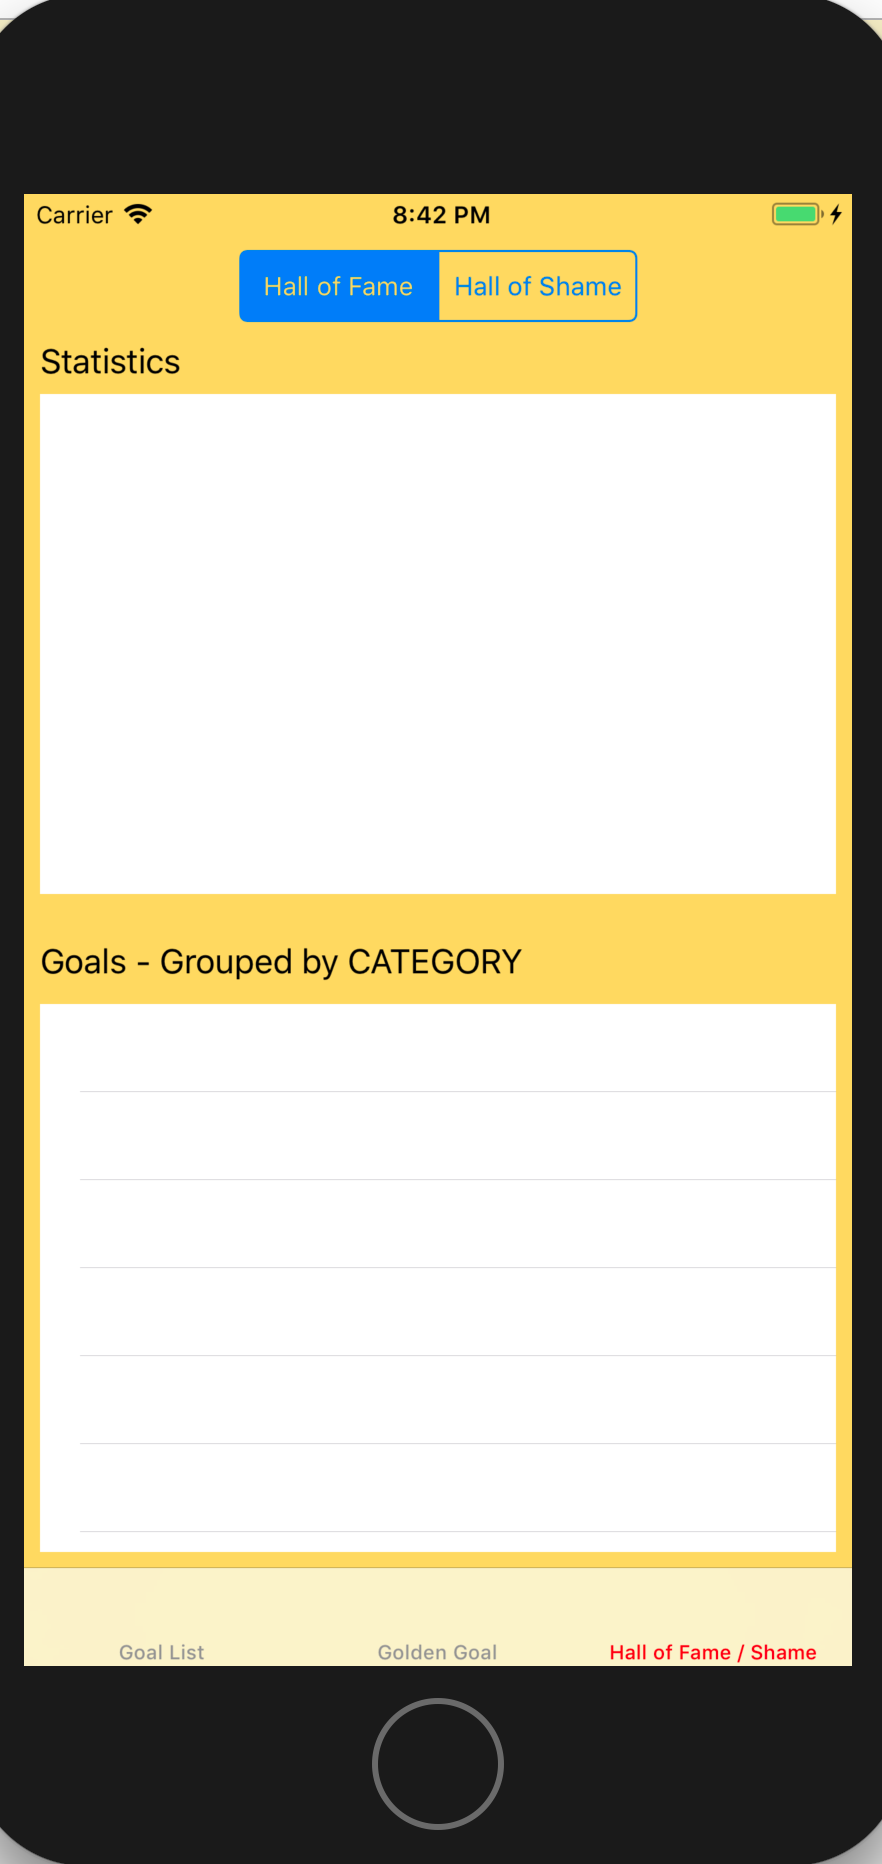 Carrier 8:42 PM
Hall of Fame Hall of Shame
Statistics
Goals - Grouped by CATEGORY
Goal List Golden Goal Hall of Fame / Shame